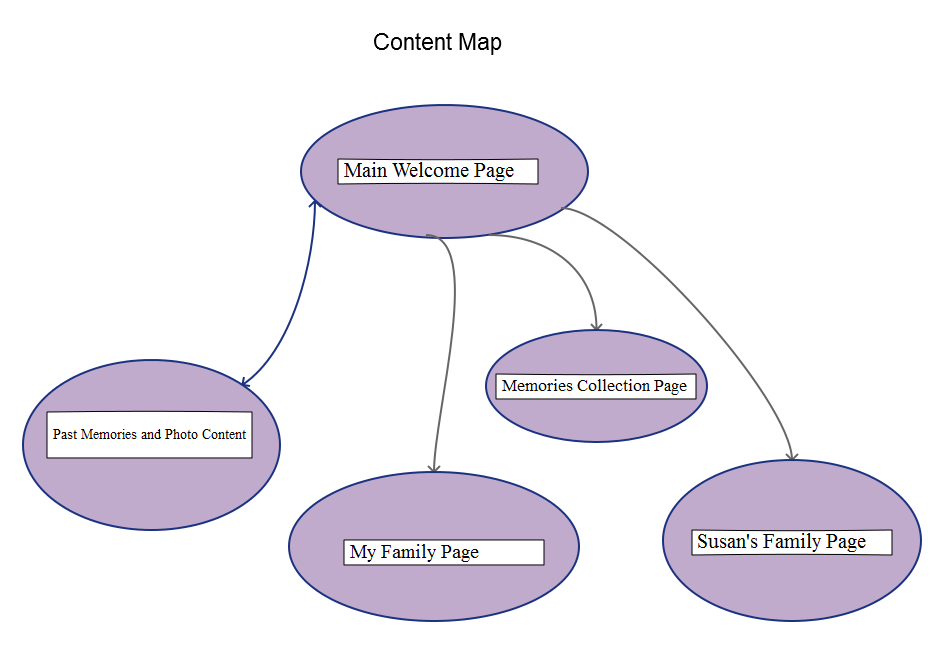 Content Map
Main Welcome Page
Memories Collection Page
Past Memories and Photo Content
My Family Page
Susan's Family Page